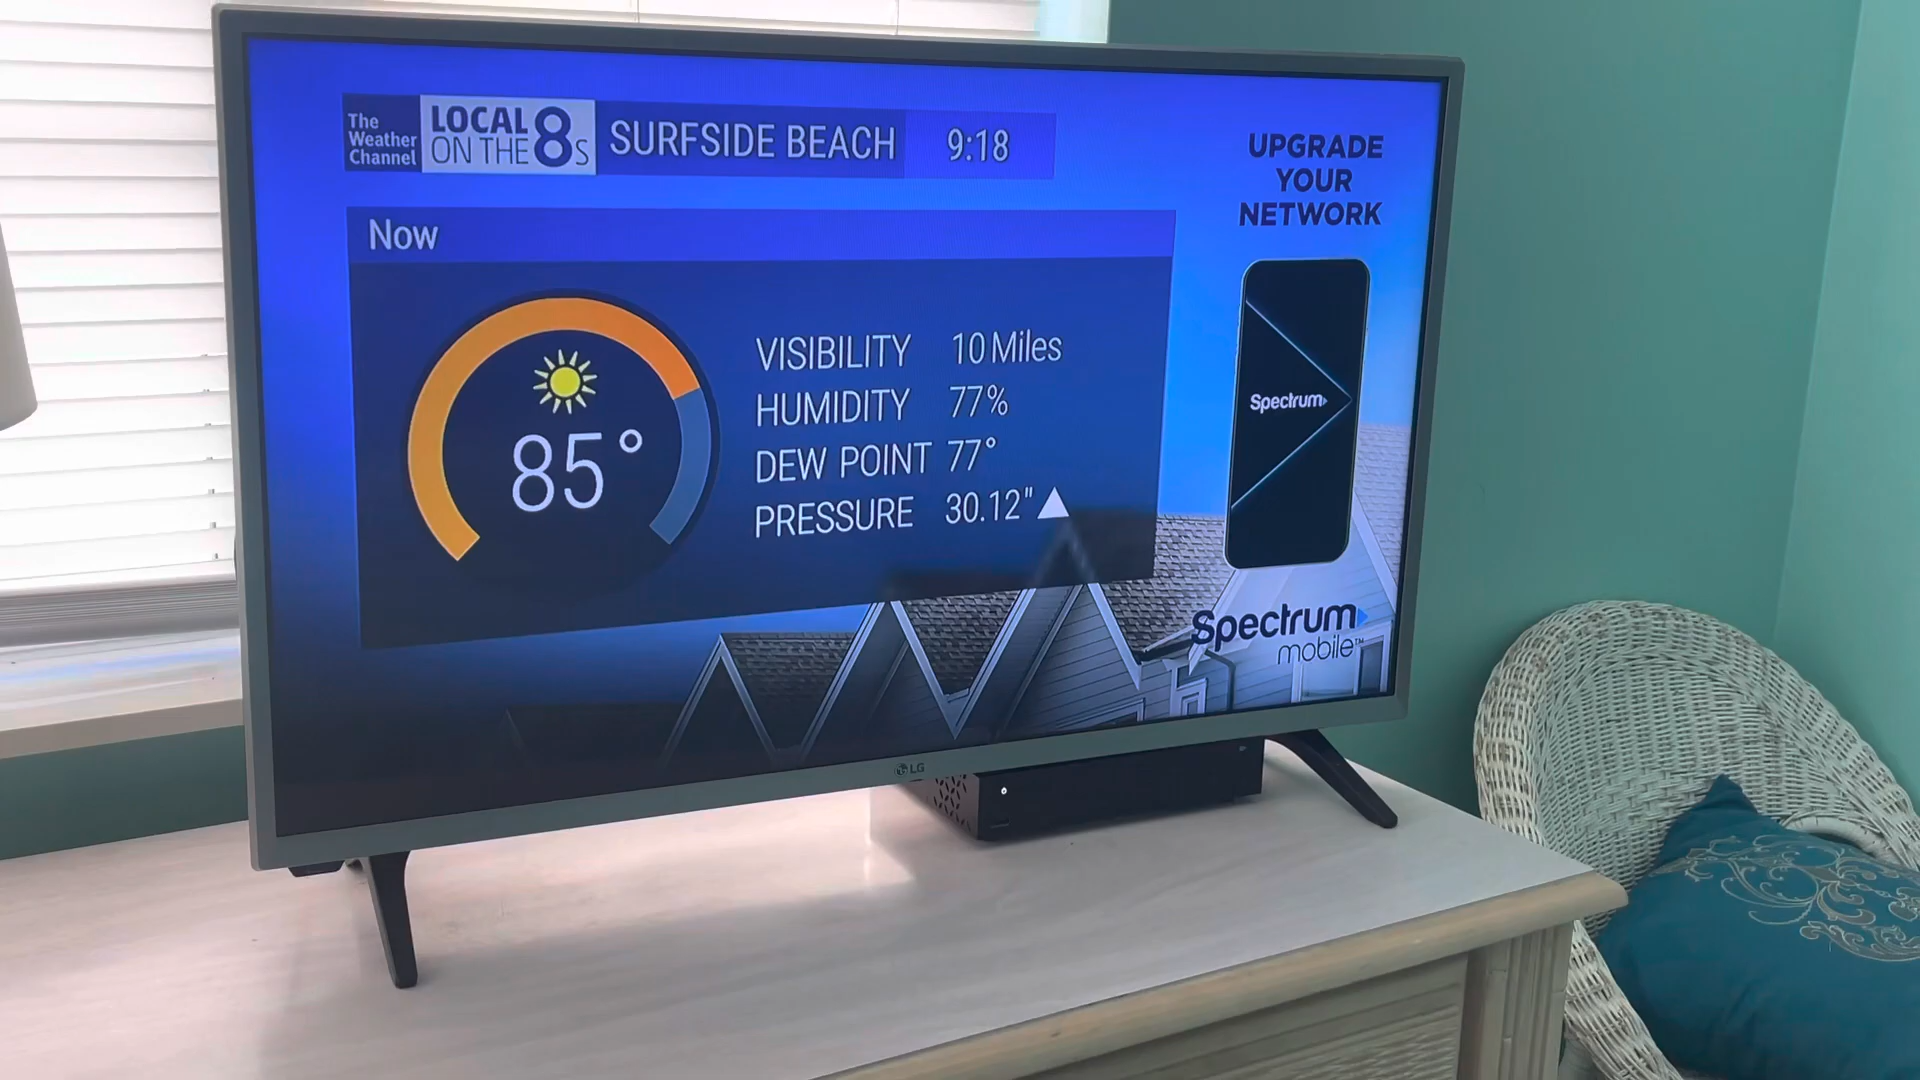 The
Weather
Channel
LOCAL
ON THE 8s
SURFSIDE BEACH
9:18
Now
85°
VISIBILITY 10 Miles
HUMIDITY 77%
DEW POINT 77°
PRESSURE 30.12"
UPGRADE
YOUR
NETWORK
Spectrum
Spectrum
mobile™
LG